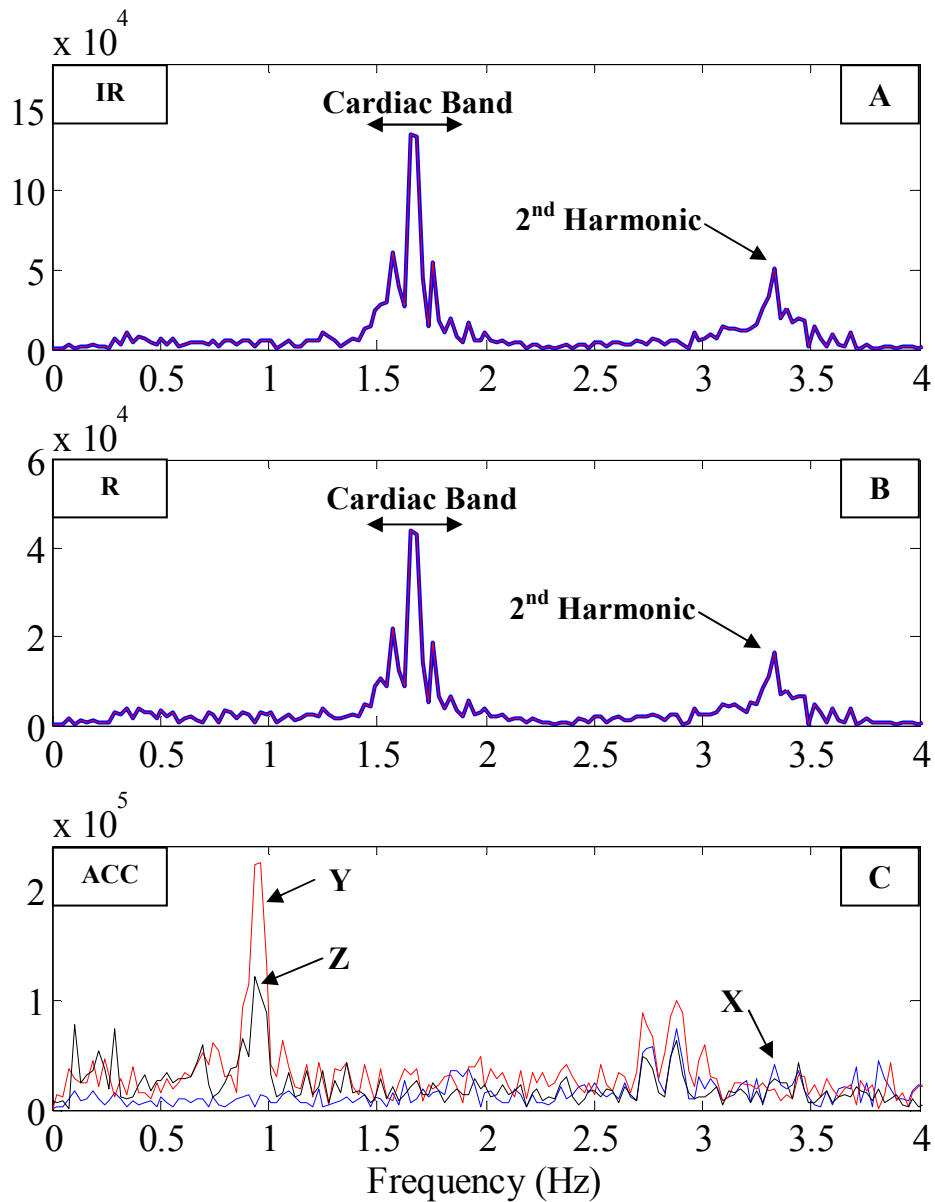 x 10^4
IR
Cardiac Band
A
15
10
5
0
2nd Harmonic
0 0.5 1 1.5 2 2.5 3 3.5 4
x 10^4
R
Cardiac Band
B
6
4
2
0
2nd Harmonic
0 0.5 1 1.5 2 2.5 3 3.5 4
x 10^5
ACC
C
2
1
0
Y
Z
X
0 0.5 1 1.5 2 2.5 3 3.5 4
Frequency (Hz)